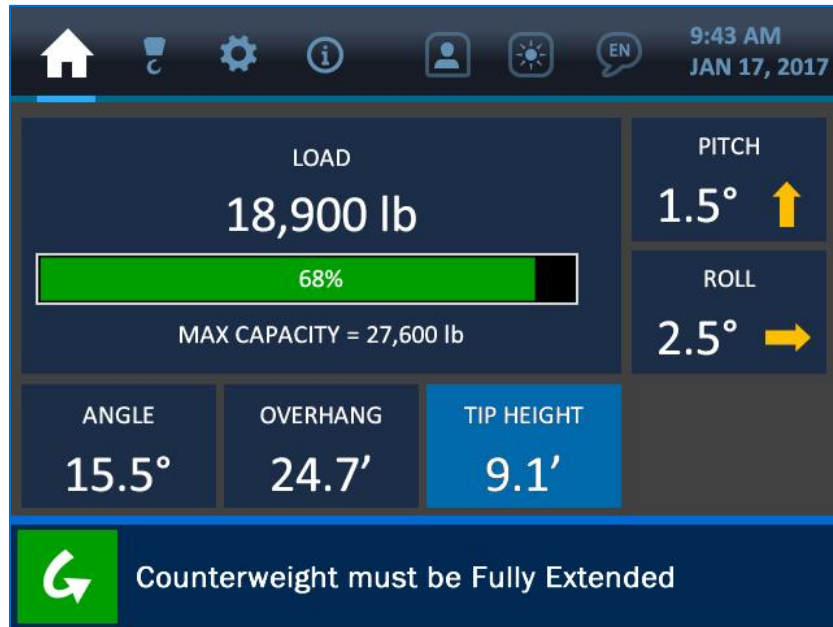 EN
9:43 AM
JAN 17, 2017
LOAD
18,900 lb
68%
MAX CAPACITY = 27,600 lb
PITCH
1.5°
ROLL
2.5°
ANGLE
15.5°
OVERHANG
24.7′
TIP HEIGHT
9.1′
Counterweight must be Fully Extended